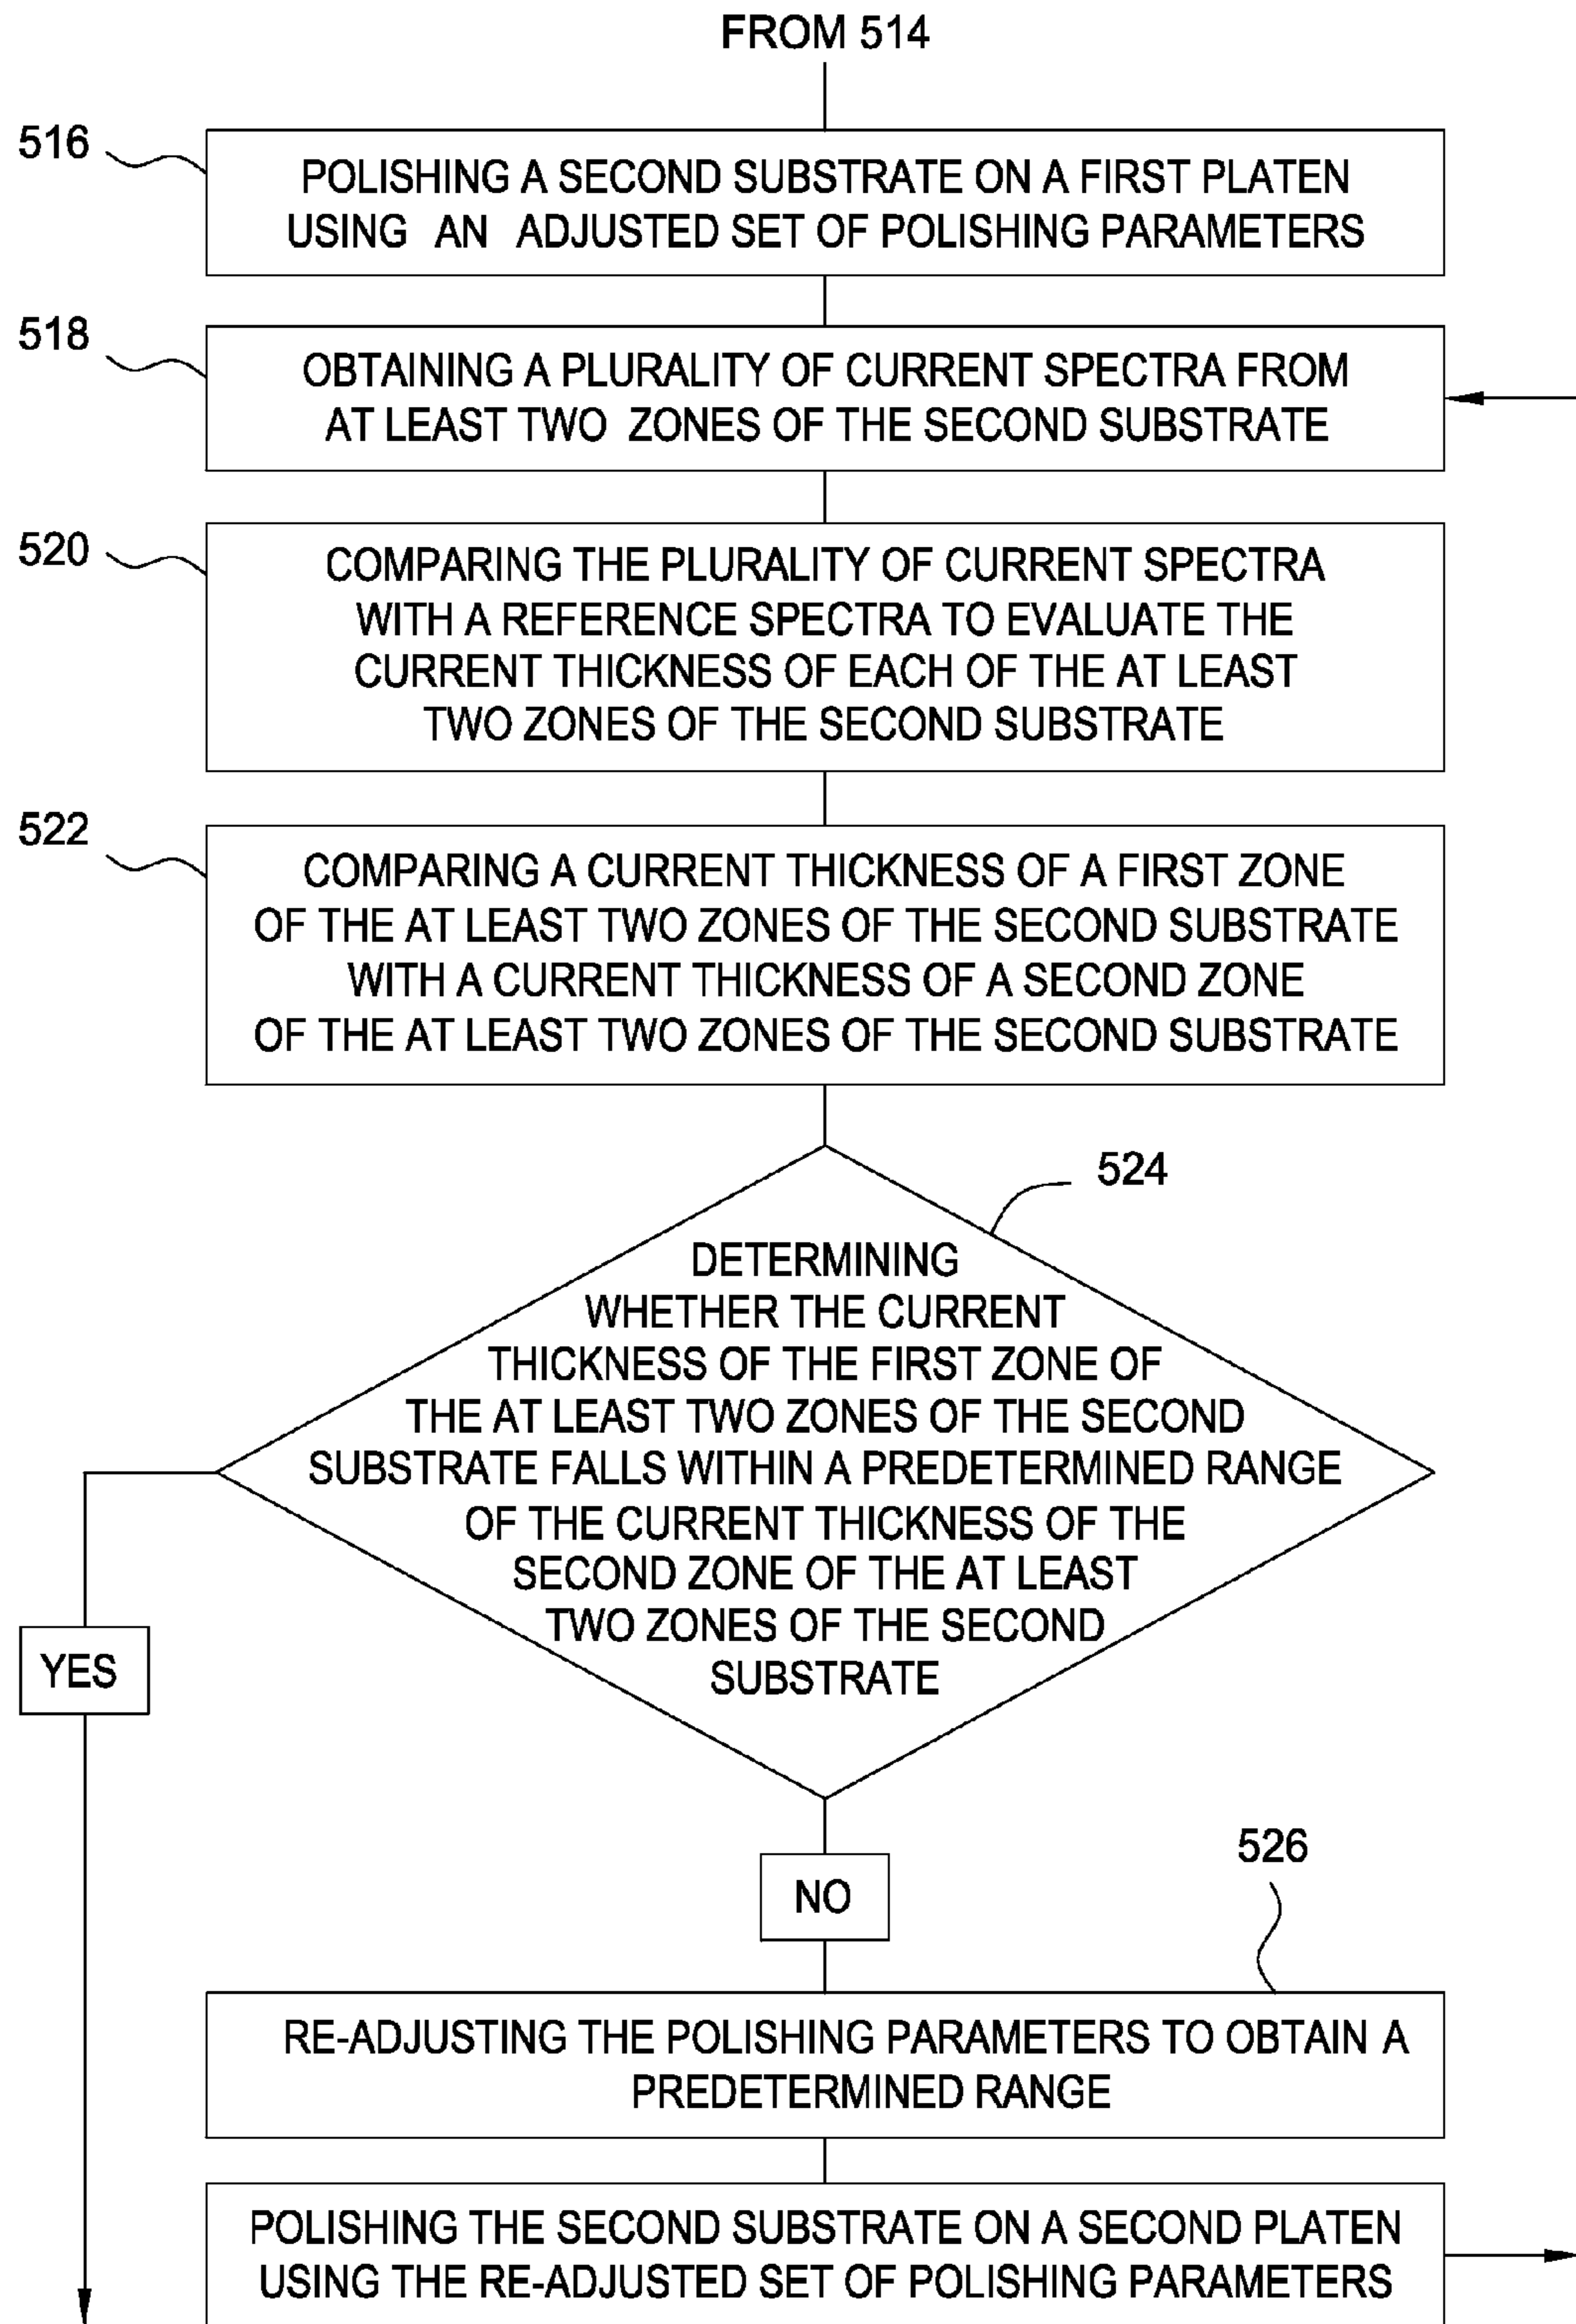 FROM 514
516
POLISHING A SECOND SUBSTRATE ON A FIRST PLATEN
USING AN ADJUSTED SET OF POLISHING PARAMETERS
518
OBTAINING A PLURALITY OF CURRENT SPECTRA FROM
AT LEAST TWO ZONES OF THE SECOND SUBSTRATE
520
COMPARING THE PLURALITY OF CURRENT SPECTRA
WITH A REFERENCE SPECTRA TO EVALUATE THE
CURRENT THICKNESS OF EACH OF THE AT LEAST
TWO ZONES OF THE SECOND SUBSTRATE
522
COMPARING A CURRENT THICKNESS OF A FIRST ZONE
OF THE AT LEAST TWO ZONES OF THE SECOND SUBSTRATE
WITH A CURRENT THICKNESS OF A SECOND ZONE
OF THE AT LEAST TWO ZONES OF THE SECOND SUBSTRATE
524
DETERMINING
WHETHER THE CURRENT
THICKNESS OF THE FIRST ZONE OF
THE AT LEAST TWO ZONES OF THE SECOND
SUBSTRATE FALLS WITHIN A PREDETERMINED RANGE
OF THE CURRENT THICKNESS OF THE
SECOND ZONE OF THE AT LEAST
TWO ZONES OF THE SECOND
SUBSTRATE
YES
NO
526
RE-ADJUSTING THE POLISHING PARAMETERS TO OBTAIN A
PREDETERMINED RANGE
POLISHING THE SECOND SUBSTRATE ON A SECOND PLATEN
USING THE RE-ADJUSTED SET OF POLISHING PARAMETERS